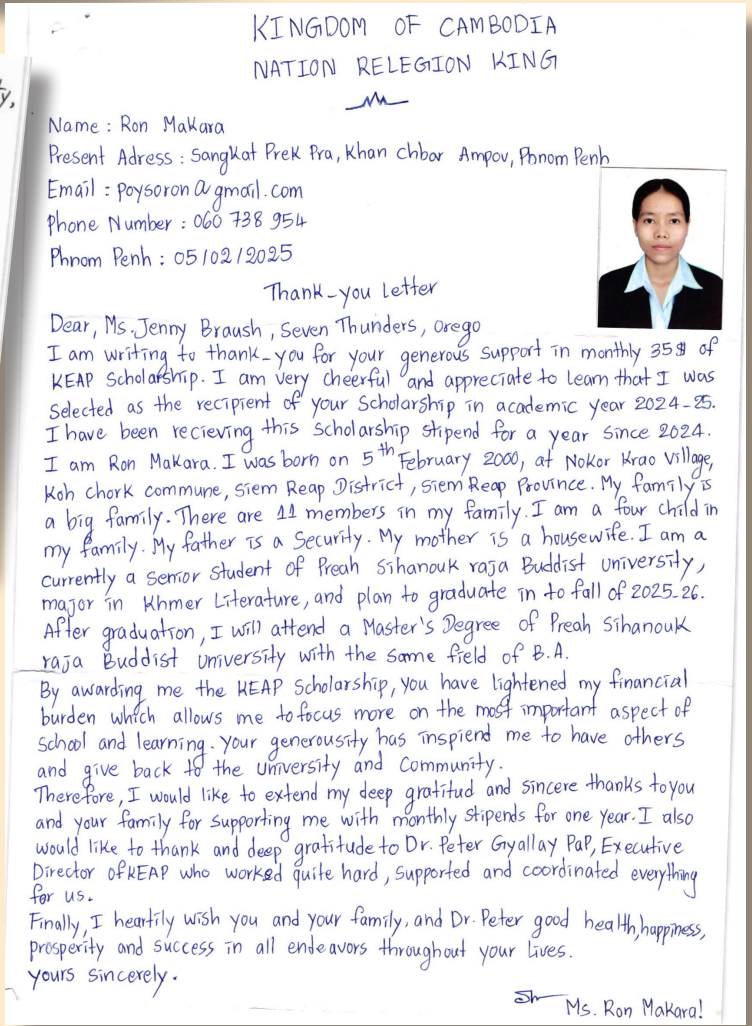 KINGDOM OF CAMBODIA
NATION RELEGION KING
Name : Ron Makara
Present Adress : Sangkat Prek Pra, Khan Chbar Ampov, Phnom Penh
Email : poysoron@gmail.com
Phone Number : 060 738 954
Phnom Penh : 05/02/2025
Thank-you Letter
Dear, Ms. Jenny Braush, Seven Thunders, Orego
I am writing to thank-you for your generous support in monthly 35$ of
KEAP Scholarship. I am very cheerful and appreciate to learn that I was
Selected as the recipient of your Scholarship in academic year 2024-25.
I have been recieving this Scholarship stipend for a year since 2024.
I am Ron Makara. I was born on 5th February 2000, at Nokor Krao Village,
Koh chork commune, Siem Reap District, Siem Reap Province. My family is
a big family. There are 11 members in my family. I am a four child in
my family. My father is a Security. My mother is a housewife. I am a
currently a senior student of Preah Sihanouk raja Buddist University,
major in Khmer Literature, and plan to graduate in to fall of 2025-26.
After graduation, I will attend a Master's Degree of Preah Sihanouk
raja Buddist University with the same field of B.A.
By awarding me the KEAP Scholarship, you have lightened my financial
burden which allows me to focus more on the most important aspect of
School and learning. Your generousity has inspiend me to have others
and give back to the University and Community.
Therefore, I would like to extend my deep gratitud and sincere thanks to you
and your family for supporting me with monthly stipends for one year. I also
would like to thank and deep gratitude to Dr. Peter Gyallay Pap, Executive
Director of KEAP who worked quite hard, supported and coordinated everything
for us.
Finally, I heartily wish you and your family, and Dr. Peter good health, happiness,
prosperity and success in all endeavors throughout your lives.
yours sincerely.
Ms. Ron Makara!